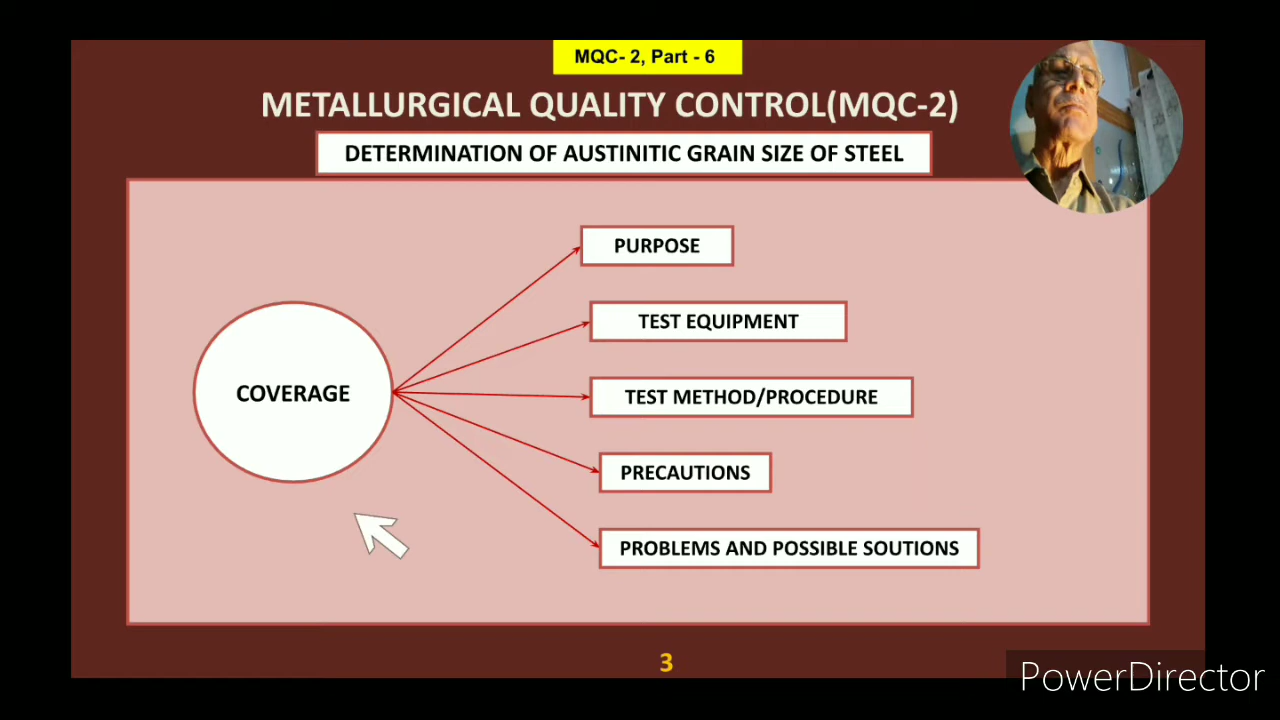 MQC- 2, Part - 6
METALLURGICAL QUALITY CONTROL(MQC-2)
DETERMINATION OF AUSTINITIC GRAIN SIZE OF STEEL
PURPOSE
TEST EQUIPMENT
COVERAGE
TEST METHOD/PROCEDURE
PRECAUTIONS
PROBLEMS AND POSSIBLE SOUTIONS
3
PowerDirector